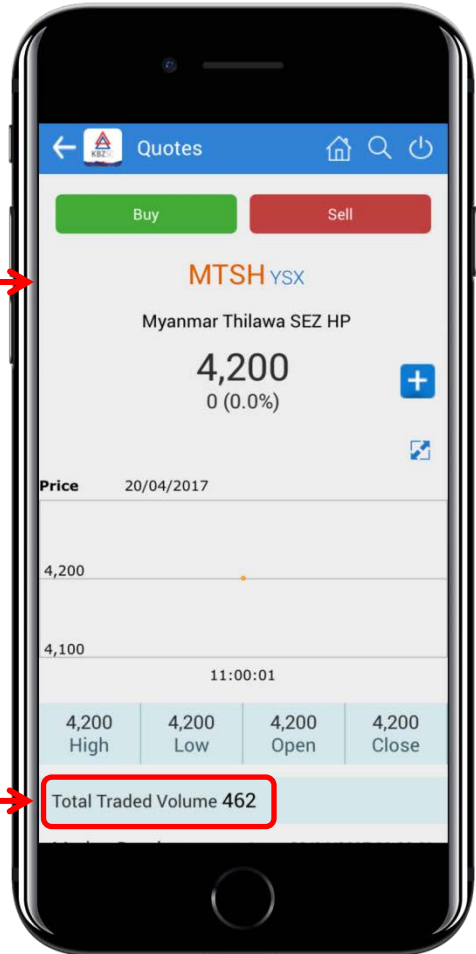 KBZSC Quotes
Buy Sell
MTSH YSX
Myanmar Thilawa SEZ HP
4,200
0 (0.0%)
Price 20/04/2017
4,200
4,100
11:00:01
4,200 4,200 4,200 4,200
High Low Open Close
Total Traded Volume 462